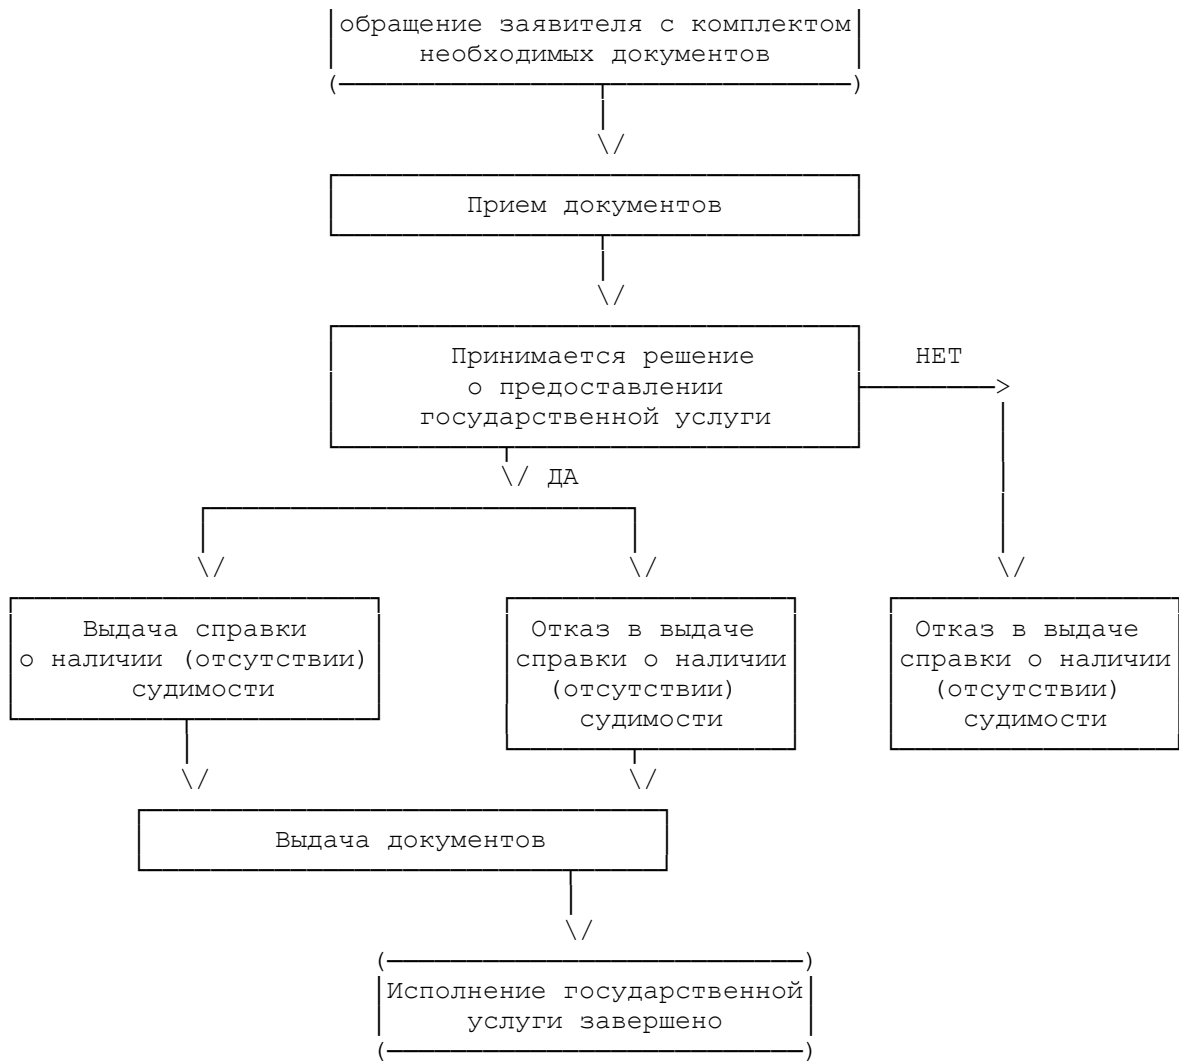 обращение заявителя с комплектом
необходимых документов
Прием документов
Принимается решение
о предоставлении
государственной услуги
НЕТ
ДА
Выдача справки
о наличии (отсутствии)
судимости
Отказ в выдаче
справки о наличии
(отсутствии)
судимости
Отказ в выдаче
справки о наличии
(отсутствии)
судимости
Выдача документов
Исполнение государственной
услуги завершено